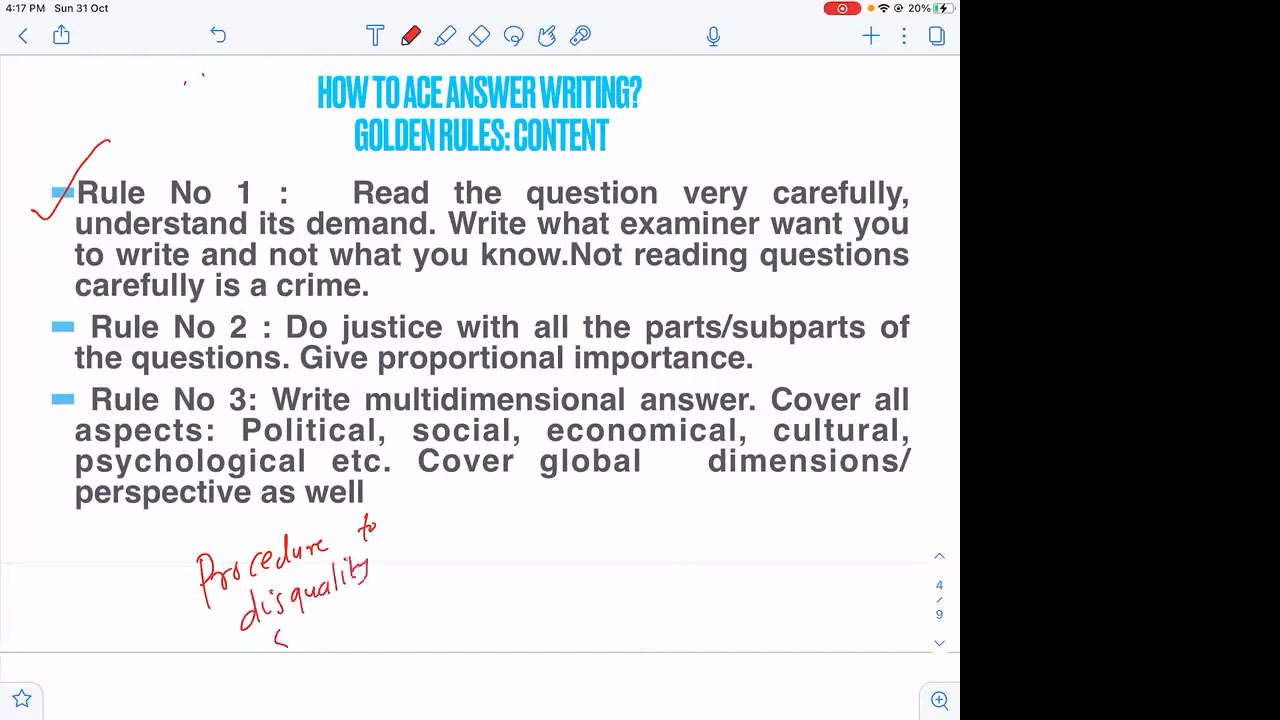 4:17 PM Sun 31 Oct
20%
HOW TO ACE ANSWER WRITING?
GOLDEN RULES: CONTENT
Rule No 1 : Read the question very carefully,
understand its demand. Write what examiner want you
to write and not what you know.Not reading questions
carefully is a crime.
Rule No 2 : Do justice with all the parts/subparts of
the questions. Give proportional importance.
Rule No 3: Write multidimensional answer. Cover all
aspects: Political, social, economical, cultural,
psychological etc. Cover global dimensions/
perspective as well
Procedure to
disquality
4
/
9